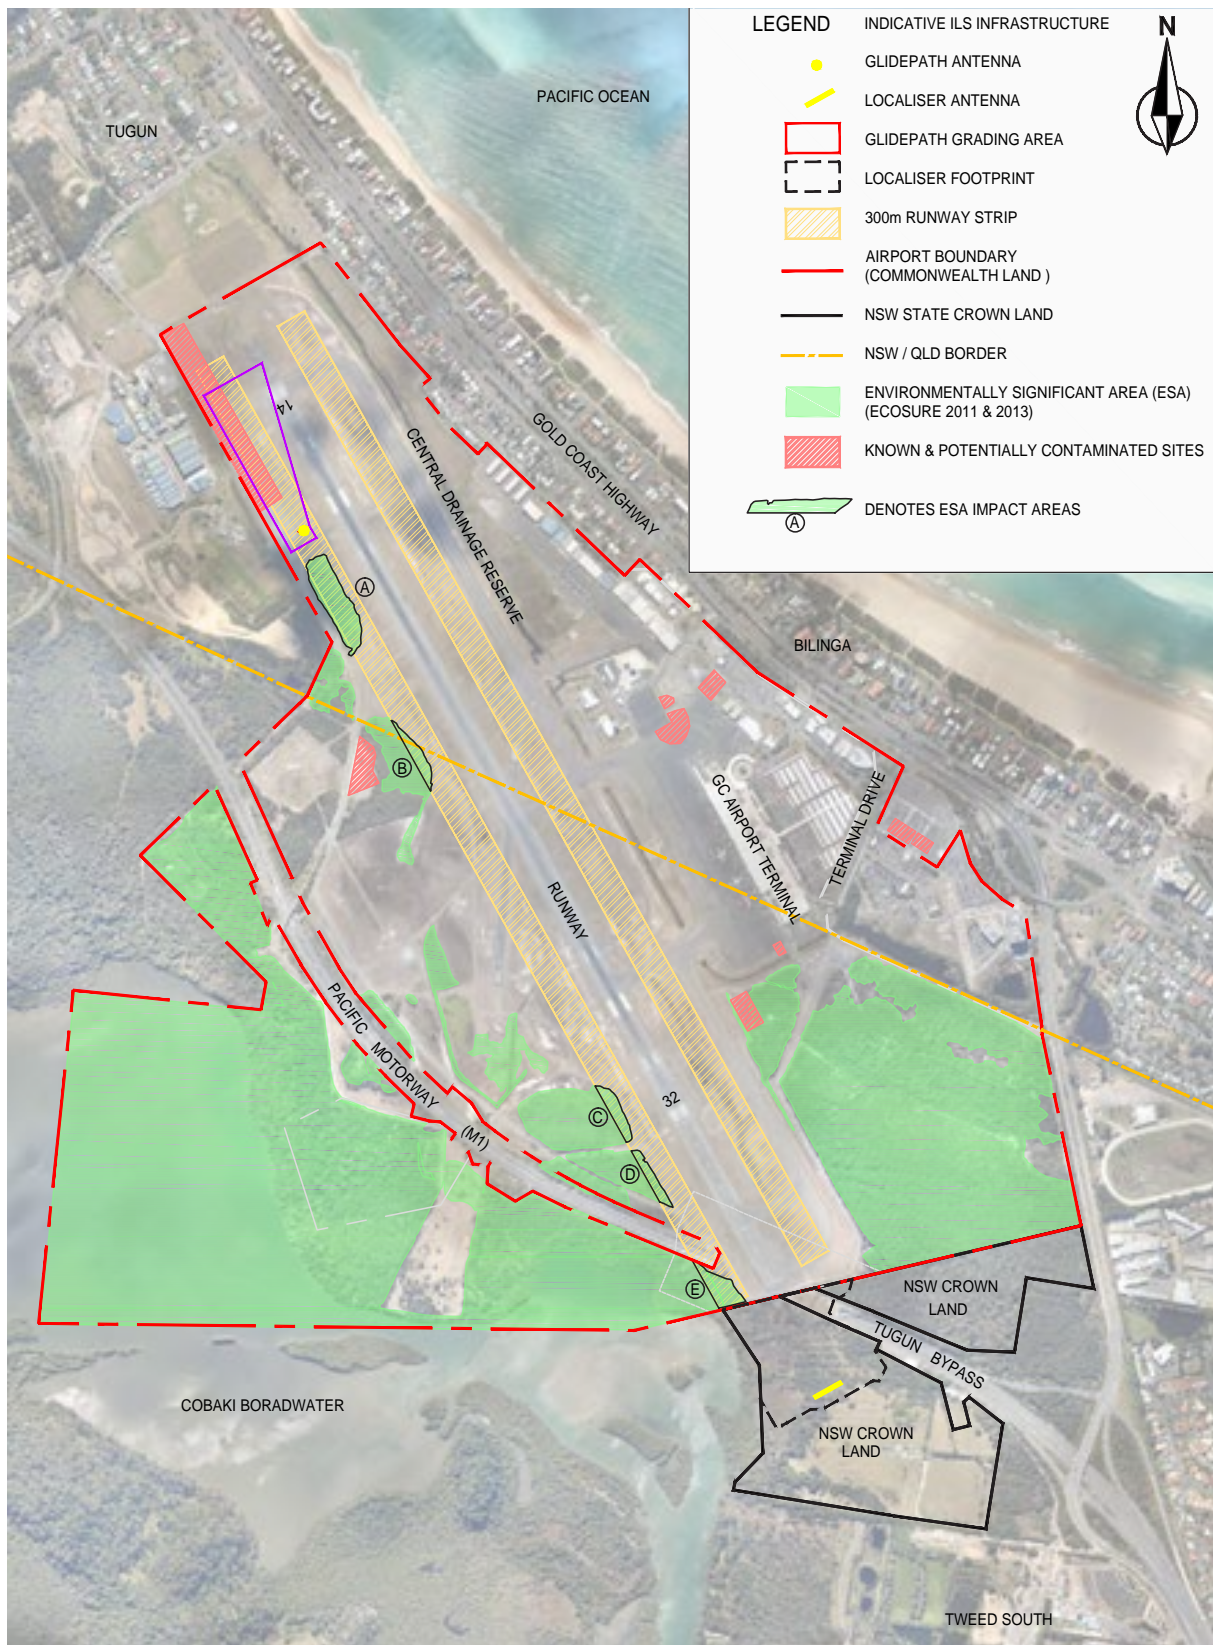 LEGEND
INDICATIVE ILS INFRASTRUCTURE
N
GLIDEPATH ANTENNA
LOCALISER ANTENNA
GLIDEPATH GRADING AREA
LOCALISER FOOTPRINT
300m RUNWAY STRIP
AIRPORT BOUNDARY
(COMMONWEALTH LAND )
NSW STATE CROWN LAND
NSW / QLD BORDER
ENVIRONMENTALLY SIGNIFICANT AREA (ESA)
(ECOSURE 2011 & 2013)
KNOWN & POTENTIALLY CONTAMINATED SITES
A
DENOTES ESA IMPACT AREAS
PACIFIC OCEAN
TUGUN
14
GOLD COAST HIGHWAY
CENTRAL DRAINAGE RESERVE
A
BILINGA
B
GC AIRPORT TERMINAL
TERMINAL DRIVE
RUNWAY
PACIFIC MOTORWAY
(M1)
32
C
D
E
NSW CROWN
LAND
TUGUN BYPASS
COBAKI BORADWATER
NSW CROWN
LAND
TWEED SOUTH